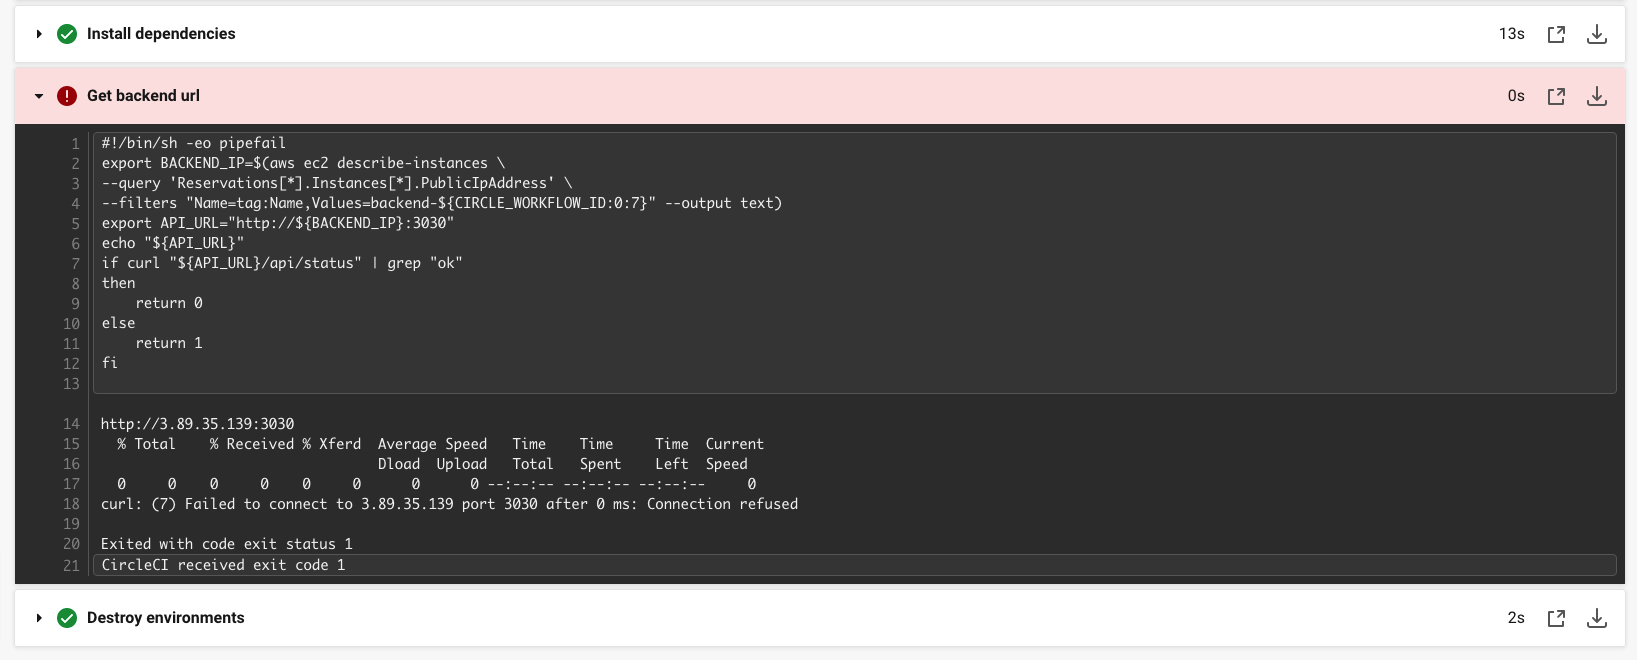 Install dependencies 13s
Get backend url 0s
1 #!/bin/sh -eo pipefail
2 export BACKEND_IP=$(aws ec2 describe-instances \
3 --query 'Reservations[*].Instances[*].PublicIpAddress' \
4 --filters "Name=tag:Name,Values=backend-${CIRCLE_WORKFLOW_ID:0:7}" --output text)
5 export API_URL="http://${BACKEND_IP}:3030"
6 echo "${API_URL}"
7 if curl "${API_URL}/api/status" | grep "ok"
8 then
9     return 0
10 else
11     return 1
12 fi
13
14 http://3.89.35.139:3030
15   % Total    % Received % Xferd  Average Speed   Time    Time     Time  Current
16                                  Dload  Upload   Total   Spent    Left  Speed
17   0     0    0     0    0     0      0      0 --:--:-- --:--:-- --:--:--     0
18 curl: (7) Failed to connect to 3.89.35.139 port 3030 after 0 ms: Connection refused
19
20 Exited with code exit status 1
21 CircleCI received exit code 1
Destroy environments 2s